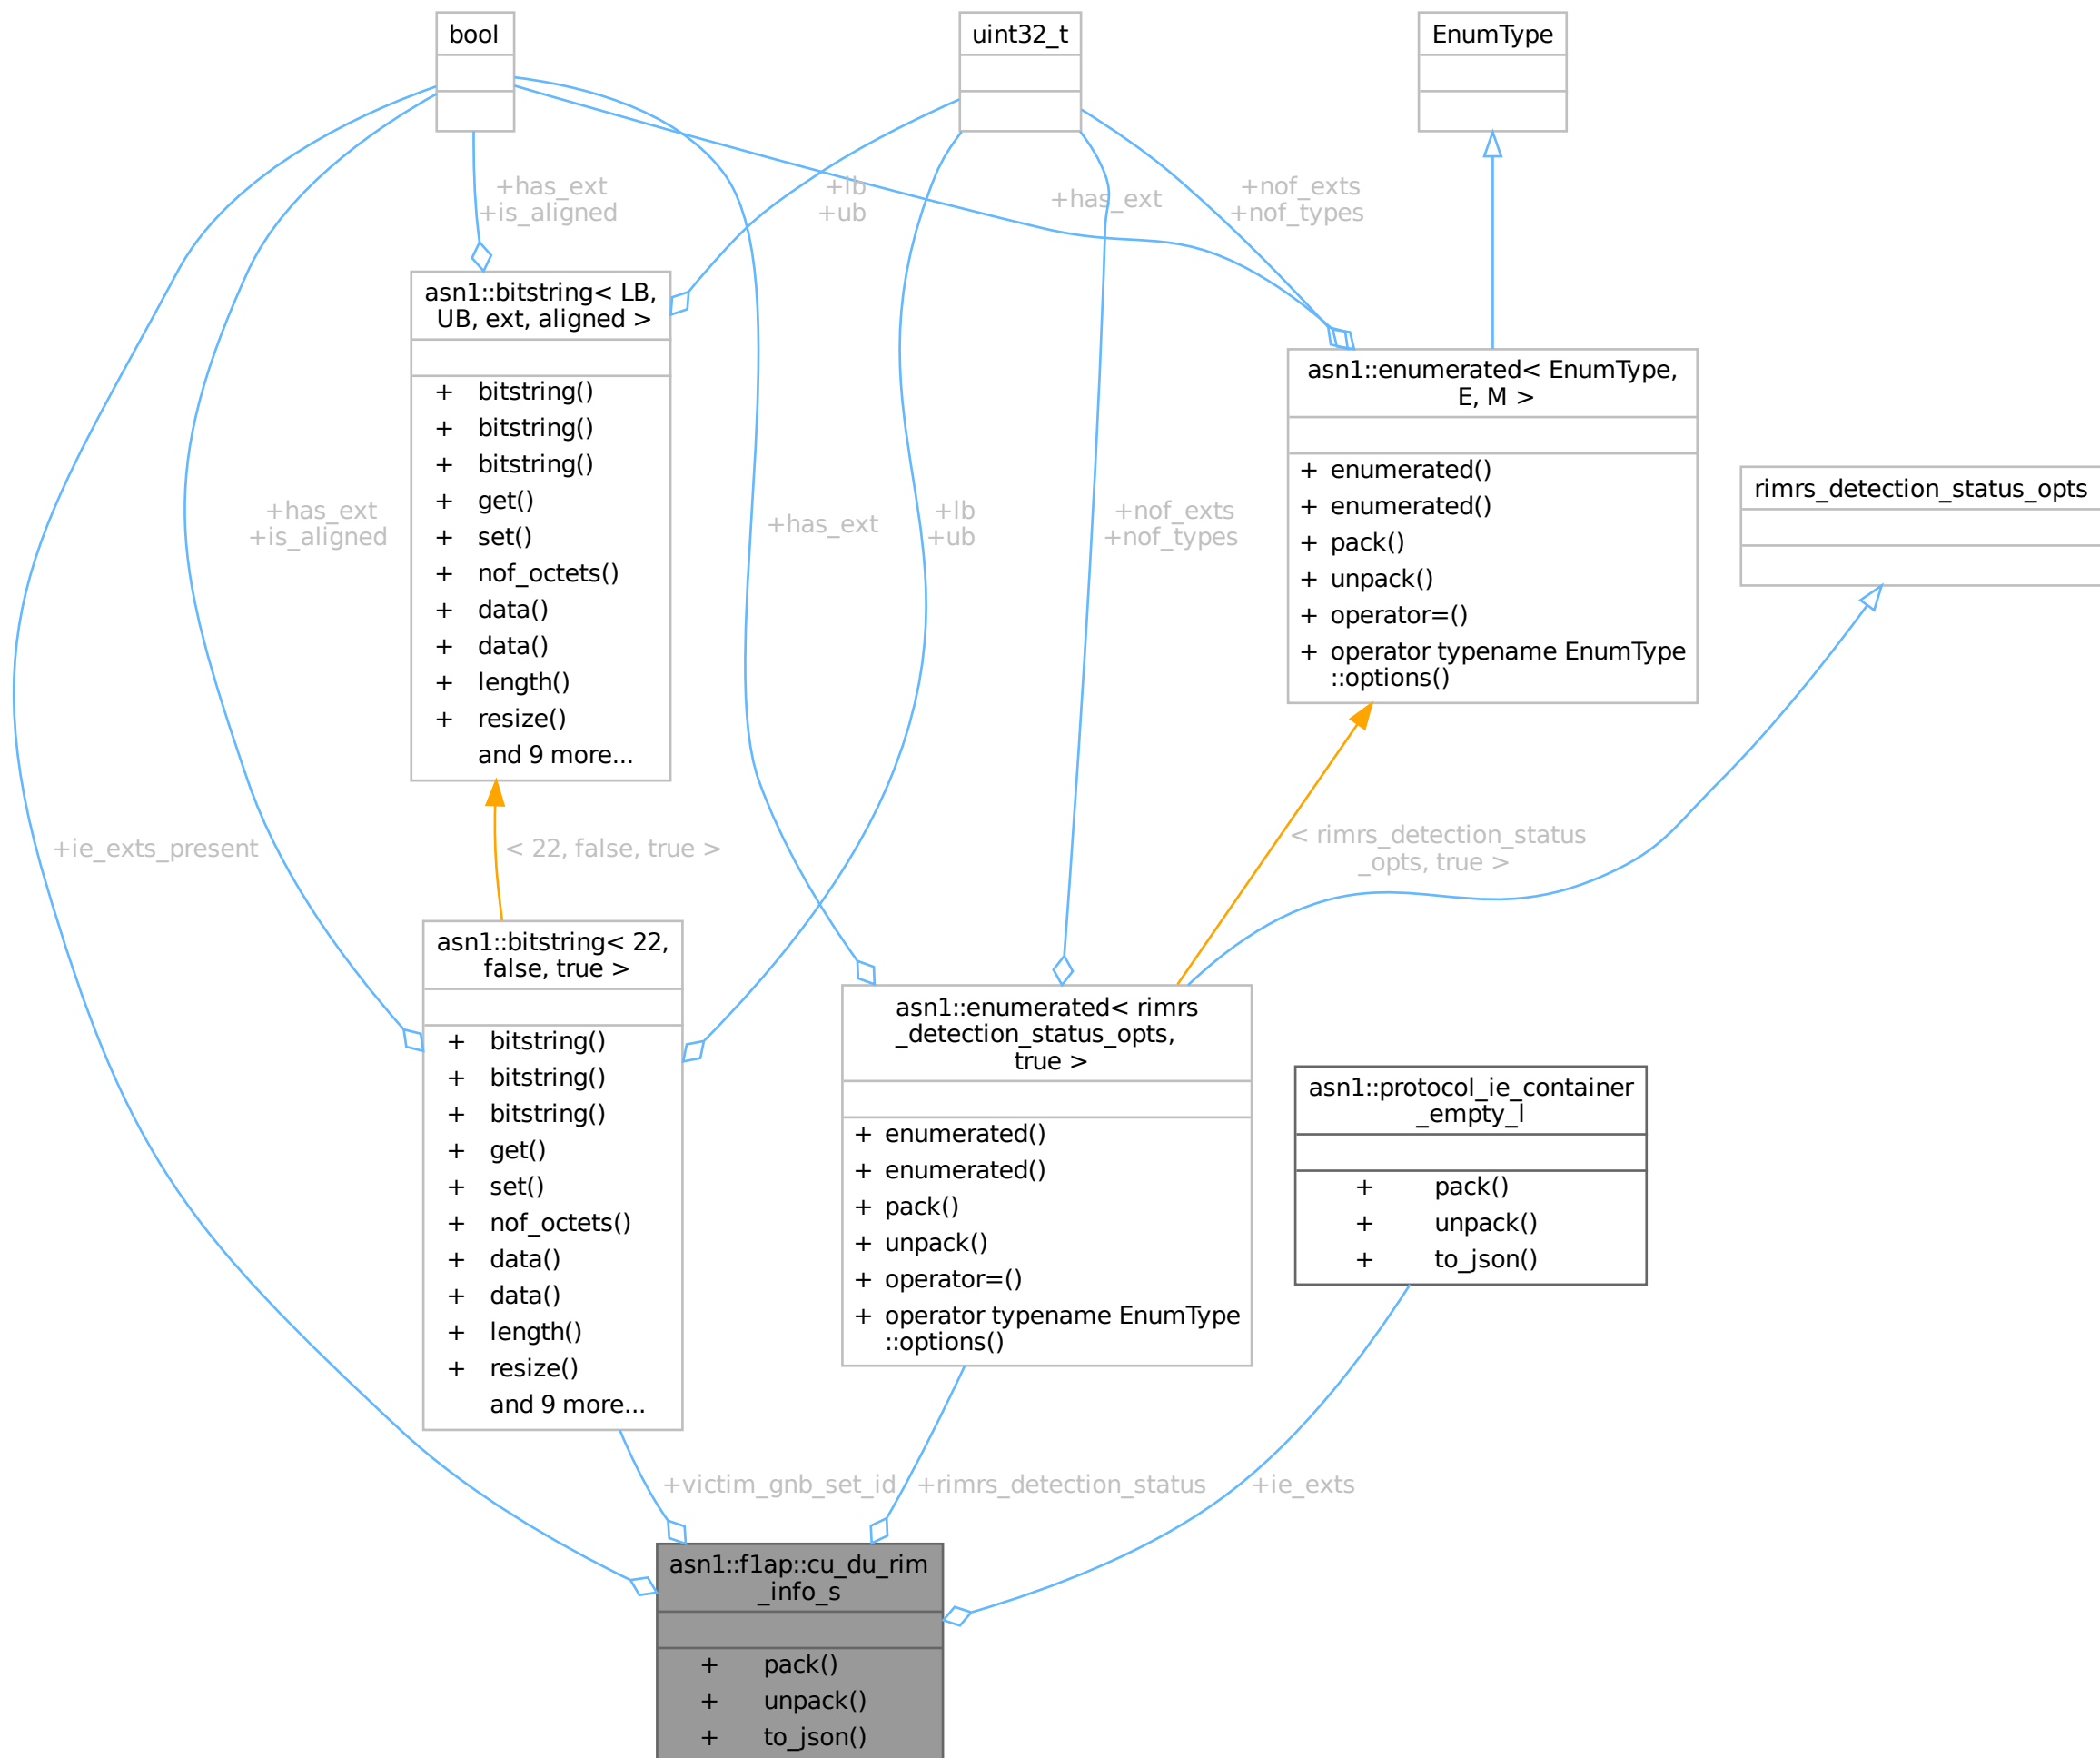 bool
uint32_t
EnumType
+has_ext
+is_aligned
+lb
+ub
+has_ext
+nof_exts
+nof_types
asn1::bitstring< LB,
UB, ext, aligned >
+ bitstring()
+ bitstring()
+ bitstring()
+ get()
+ set()
+ nof_octets()
+ data()
+ data()
+ length()
+ resize()
and 9 more...
asn1::enumerated< EnumType,
E, M >
+ enumerated()
+ enumerated()
+ pack()
+ unpack()
+ operator=()
+ operator typename EnumType
::options()
rimrs_detection_status_opts
+has_ext
+is_aligned
+has_ext
+lb
+ub
+nof_exts
+nof_types
+ie_exts_present
< 22, false, true >
< rimrs_detection_status
_opts, true >
asn1::bitstring< 22,
false, true >
+ bitstring()
+ bitstring()
+ bitstring()
+ get()
+ set()
+ nof_octets()
+ data()
+ data()
+ length()
+ resize()
and 9 more...
asn1::enumerated< rimrs
_detection_status_opts,
true >
+ enumerated()
+ enumerated()
+ pack()
+ unpack()
+ operator=()
+ operator typename EnumType
::options()
asn1::protocol_ie_container
_empty_l
+ pack()
+ unpack()
+ to_json()
+victim_gnb_set_id
+rimrs_detection_status
+ie_exts
asn1::f1ap::cu_du_rim
_info_s
+ pack()
+ unpack()
+ to_json()